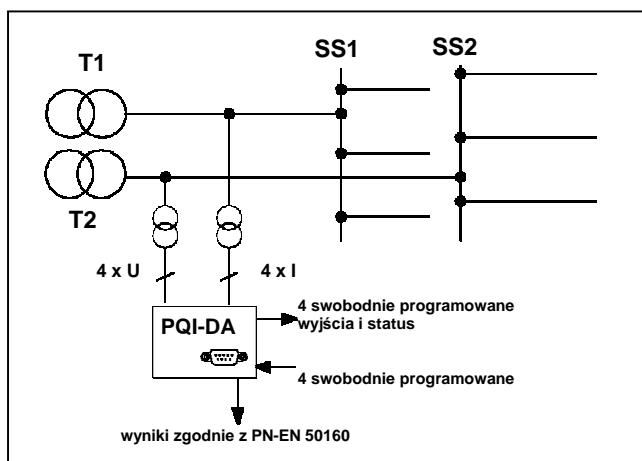 T1
SS1
SS2
T2
4 x U
4 x I
PQI-DA
4 swobodnie programowane
wyjścia i status
4 swobodnie programowane
wyniki zgodnie z PN-EN 50160